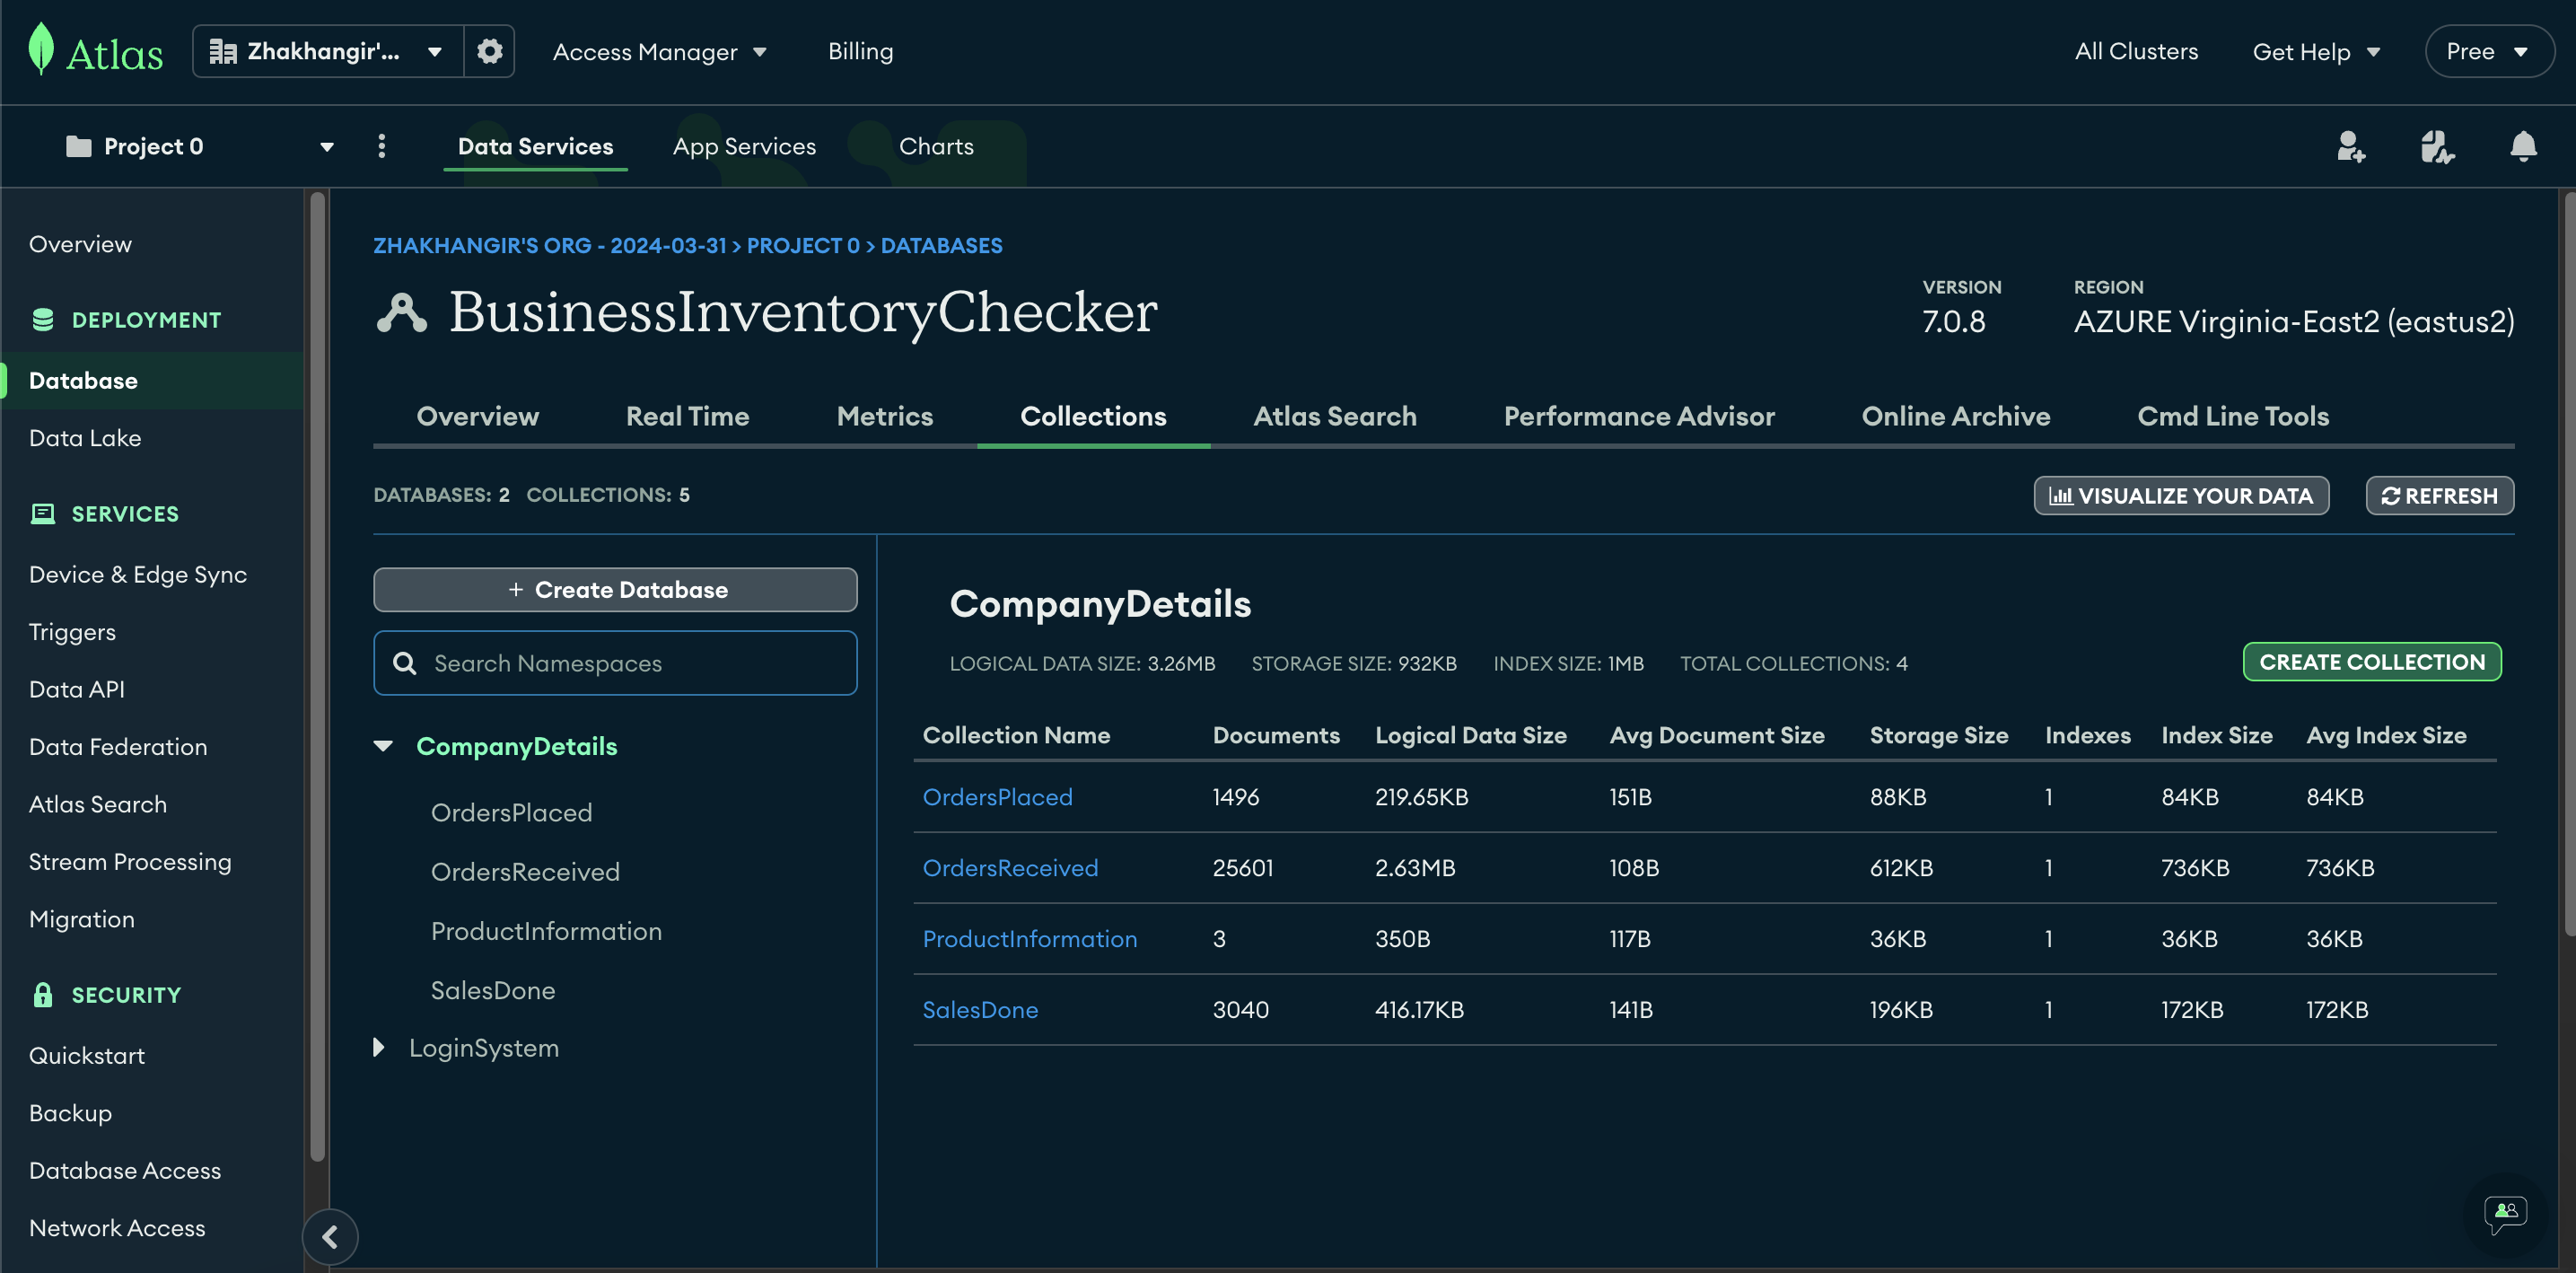 Atlas
Zhakhangir'...
Access Manager
Billing
All Clusters
Get Help
Pree
Project 0
Data Services
App Services
Charts
Overview
DEPLOYMENT
Database
Data Lake
SERVICES
Device & Edge Sync
Triggers
Data API
Data Federation
Atlas Search
Stream Processing
Migration
SECURITY
Quickstart
Backup
Database Access
Network Access
ZHAKHANGIR'S ORG - 2024-03-31 > PROJECT 0 > DATABASES
BusinessInventoryChecker
VERSION
7.0.8
REGION
AZURE Virginia-East2 (eastus2)
Overview
Real Time
Metrics
Collections
Atlas Search
Performance Advisor
Online Archive
Cmd Line Tools
DATABASES: 2 COLLECTIONS: 5
VISUALIZE YOUR DATA
REFRESH
+ Create Database
Search Namespaces
CompanyDetails
OrdersPlaced
OrdersReceived
ProductInformation
SalesDone
LoginSystem
CompanyDetails
LOGICAL DATA SIZE: 3.26MB STORAGE SIZE: 932KB INDEX SIZE: 1MB TOTAL COLLECTIONS: 4
CREATE COLLECTION
Collection Name Documents Logical Data Size Avg Document Size Storage Size Indexes Index Size Avg Index Size
OrdersPlaced 1496 219.65KB 151B 88KB 1 84KB 84KB
OrdersReceived 25601 2.63MB 108B 612KB 1 736KB 736KB
ProductInformation 3 350B 117B 36KB 1 36KB 36KB
SalesDone 3040 416.17KB 141B 196KB 1 172KB 172KB